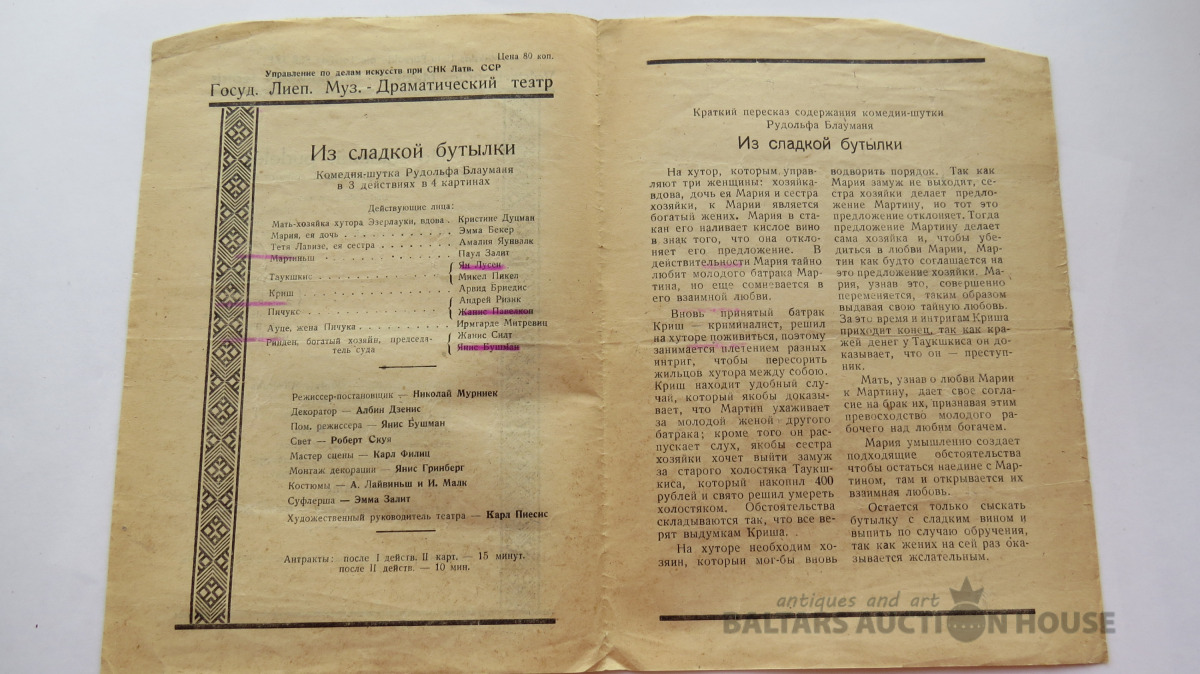 Цена 80 коп.
Управление по делам искусств при СНК Латв. ССР
Госуд. Лиеп. Муз. - Драматический театр
Из сладкой бутылки
Комедия-шутка Рудольфа Блаумана
в 3 действиях в 4 картинах
Действующие лица:
Мать-хозяйка хутора Эзерлауки, вдова . Кристине Дуцман
Мария, ея дочь . . . . . . . . . . . . Эмма Бекер
Тетя Лавизе, ея сестра . . . . . . . . Амалия Яунвалк
Мартиньш . . . . . . . . . . . . . . . Паул Залит
Ян Лусен
Таукшкис . . . . . . . . . . . . . . . Микел Пикел
Криш . . . . . . . . . . . . . . . . . Арвид Бриедис
Андрей Ризик
Пичукс . . . . . . . . . . . . . . . . Жанис Павелкоп
Ауце, жена Пичука . . . . . . . . . . Ирмгарде Митревиц
Жанис Силт
Ринден, богатый хозяйн, председа-
тель суда
Янис Бушман
Режиссер-постановщик — Николай Муринек
Декоратор — Албин Дзенис
Пом. режиссера — Янис Бушман
Свет — Роберт Скуя
Мастер сцены — Карл Филиц
Монтаж декорации — Янис Гринберг
Костюмы — А. Лайвиньш и И. Малк
Суфлерша — Эмма Залит
Художественный руководитель театра — Карл Пиесис
Антракты: после I действ. II карт. — 15 минут.
после II действ. — 10 мин.
Краткий пересказ содержания комедии-шутки
Рудольфа Блаумана
Из сладкой бутылки
На хутор, которым управ-
ляют три женщины: хозяйка-
вдова, дочь ея Мария и сестра
хозяйки, к Марии является
богатый жених. Мария в ста-
кан его наливает кислое вино
в знак того, что она откло-
няет его предложение. В
действительности Мария тайно
любит молодого батрака Мар-
тина, но еще сомневается в
его взаимной любви.
Вновь принятый батрак
Криш — криминалист, решил
на хуторе поживиться, поэтому
занимается плетением разных
интриг, чтобы пересорить
жильцов хутора между собою.
Криш находит удобный слу-
чай, который якобы доказы-
вает, что Мартин ухаживает
за молодой женой другого
батрака; кроме того он рас-
пускает слух, якобы сестра
хозяйки хочет выйти замуж
за старого холостяка Таукш-
киса, который накопил 400
рублей и свято решил умереть
холостяком. Обстоятельства
складываются так, что все ве-
рят выдумкам Криша.
На хуторе необходим хо-
зяин, который мог-бы вновь
водворить порядок. Так как
Мария замуж не выходят, се-
стра хозяйки делает предло-
жение Мартину, но тот это
предложение отклоняет. Тогда
предложение Мартину делает
сама хозяйка и, чтобы убе-
диться в любви Марии, Мар-
тин как будто соглашается на
это предложение хозяйки. Ма-
рия, узнав это, совершенно
переменяется, таким образом
выдавая свою тайную любовь.
За это время и интригам Криша
приходит конец, так как кра-
жей денег у Таукшкиса он до-
казывает, что он — преступ-
ник.
Мать, узнав о любви Марии
к Мартину, дает свое согла-
сие на брак их, признавая этим
превосходство молодого ра-
бочего над любим богачем.
Мария умышленно создает
подходящие обстоятельства
чтобы остаться наедине с Мар-
тином, там и открывается их
взаимная любовь.
Остается только сыскать
бутылку с сладким вином и
выпить по случаю обручения,
так как жених на сей раз ока-
зывается желательным.
antiques and art
BALTARS AUCTION HOUSE